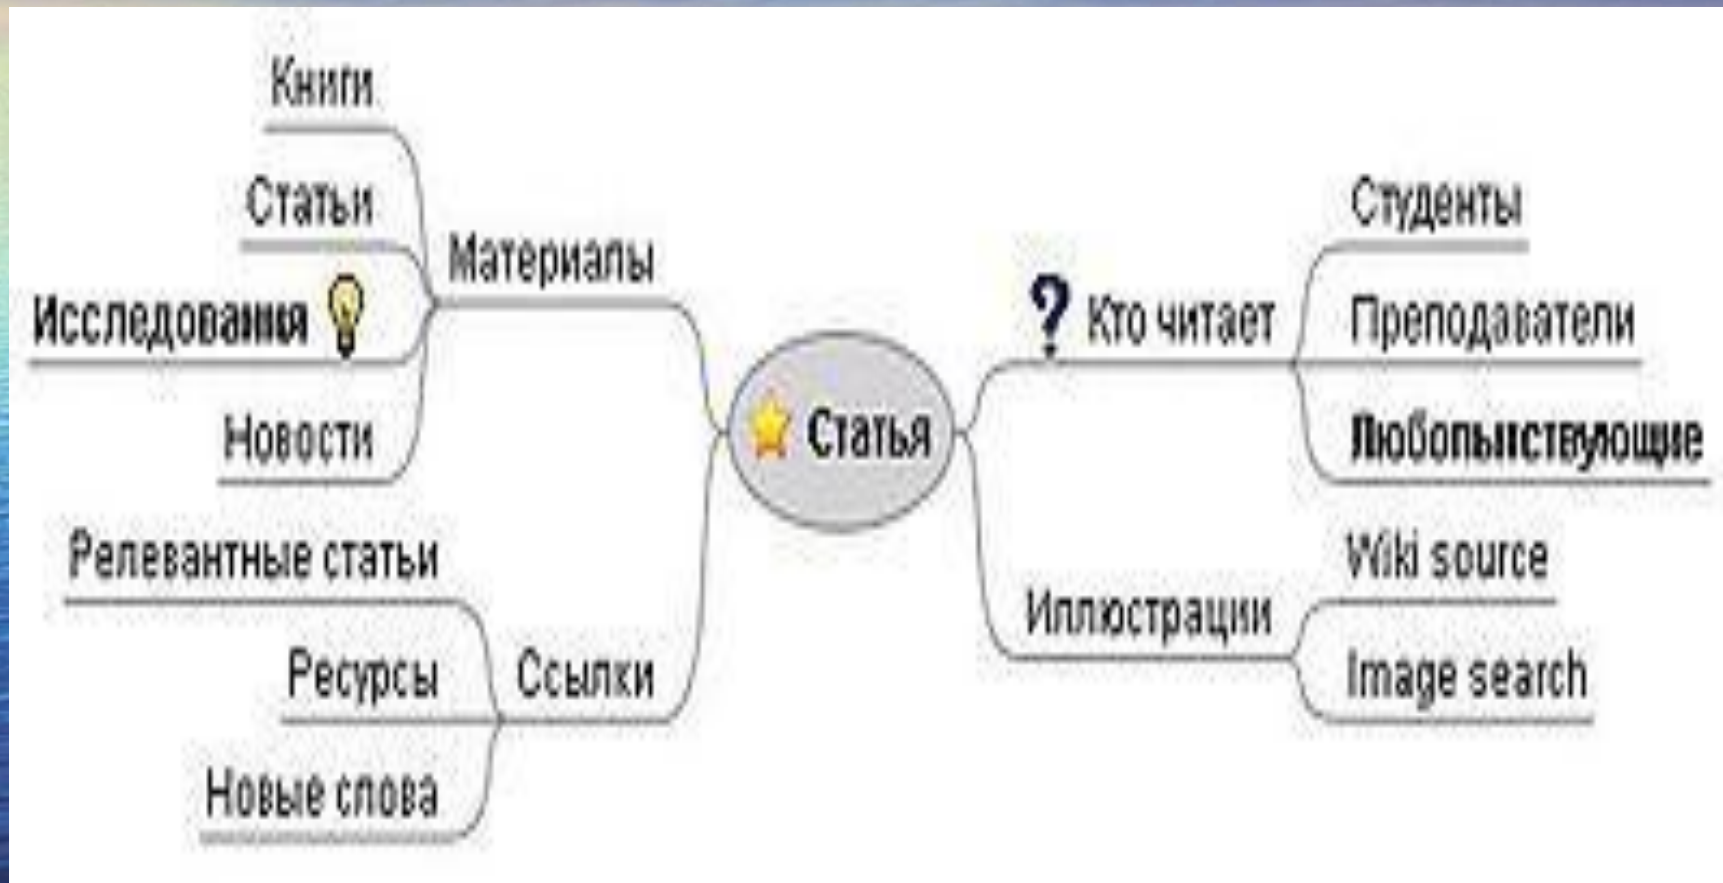 Книги
Статьи
Материалы
Исследования
Новости
Релевантные статьи
Ресурсы
Ссылки
Новые слова
Статья
Кто читает
Студенты
Преподаватели
Любопытствующие
Иллюстрации
Wiki source
Image search